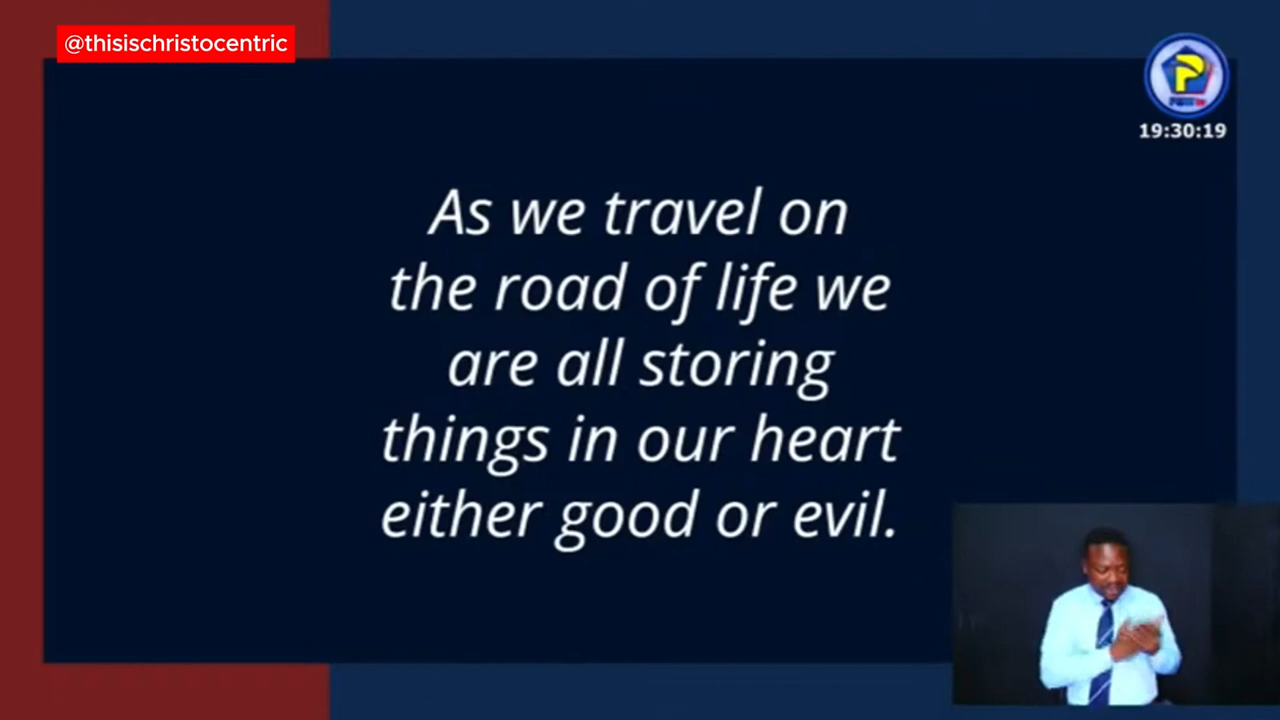 @thisischristocentric
P
19:30:19
As we travel on
the road of life we
are all storing
things in our heart
either good or evil.